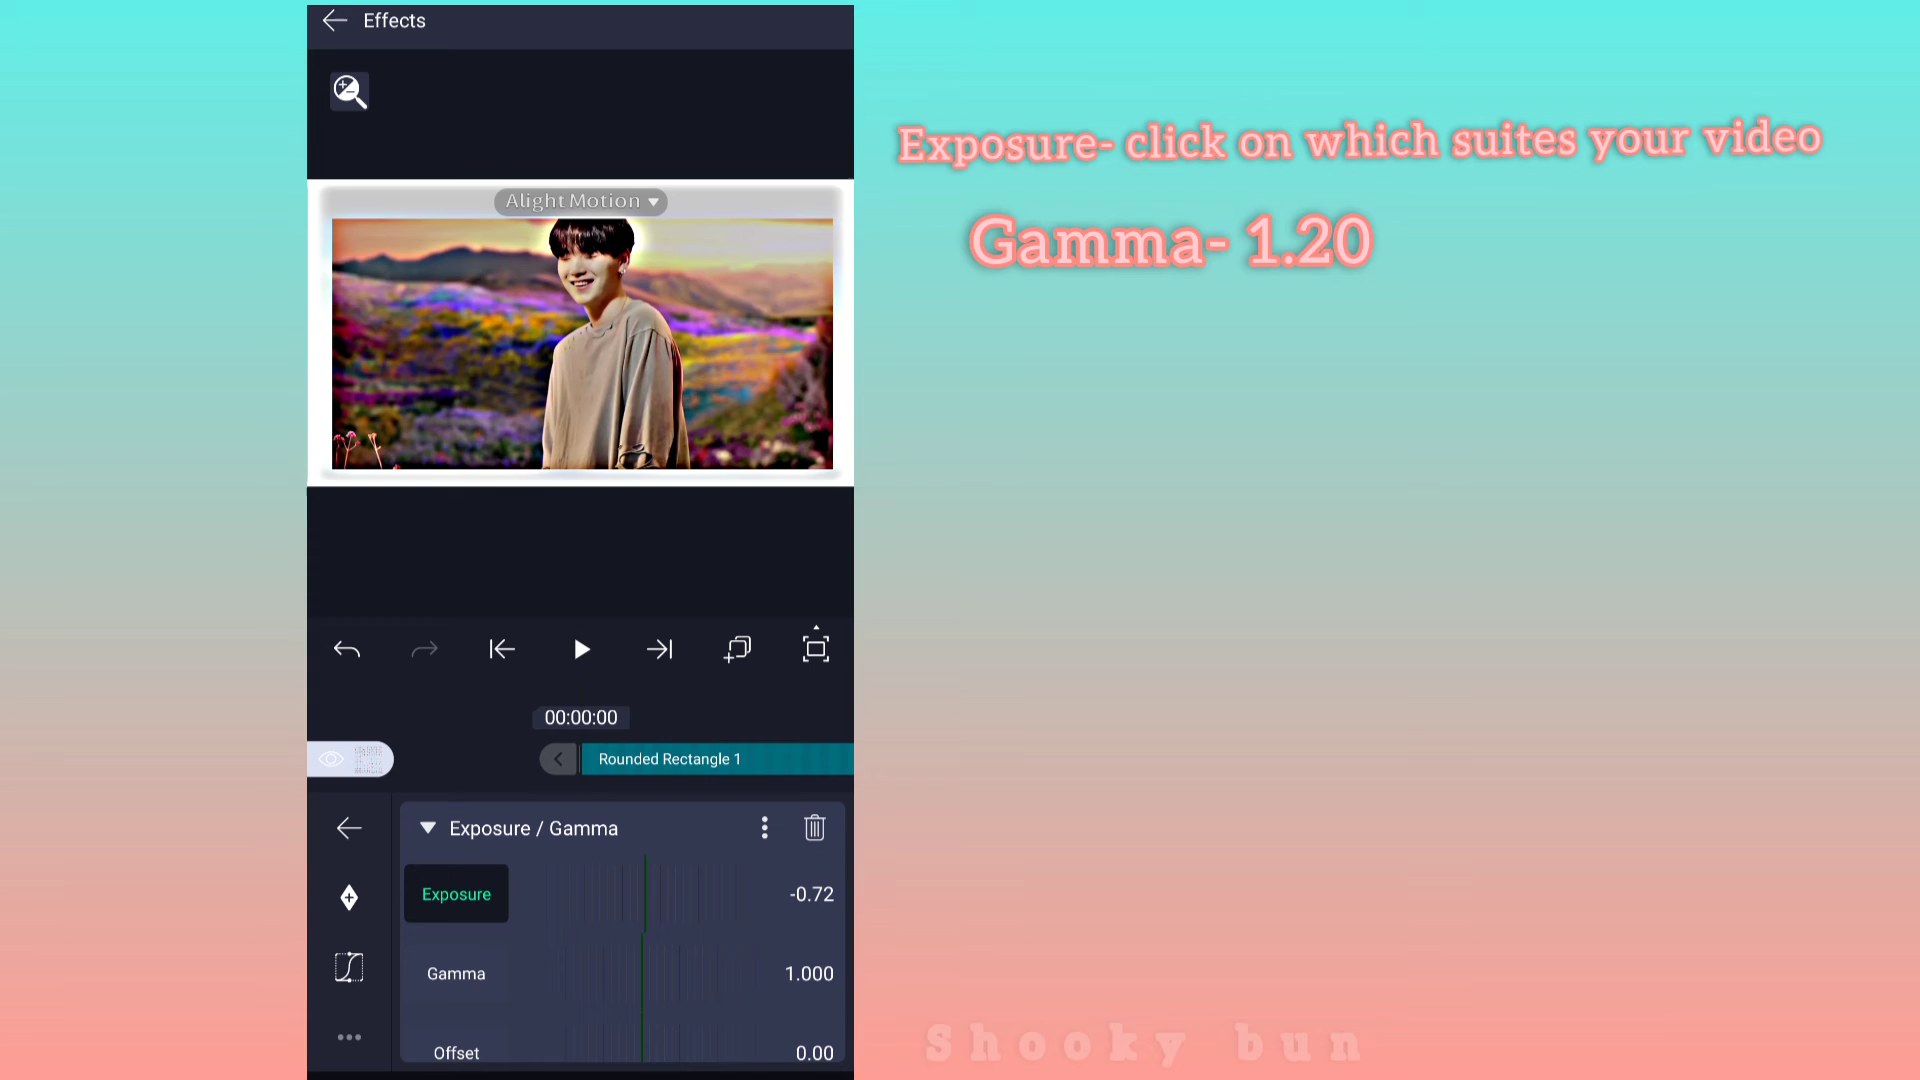 Effects
Alight Motion
Exposure- click on which suites your video
Gamma- 1.20
00:00:00
Rounded Rectangle 1
Exposure / Gamma
Exposure -0.72
Gamma 1.000
Offset 0.00
Shooky bun